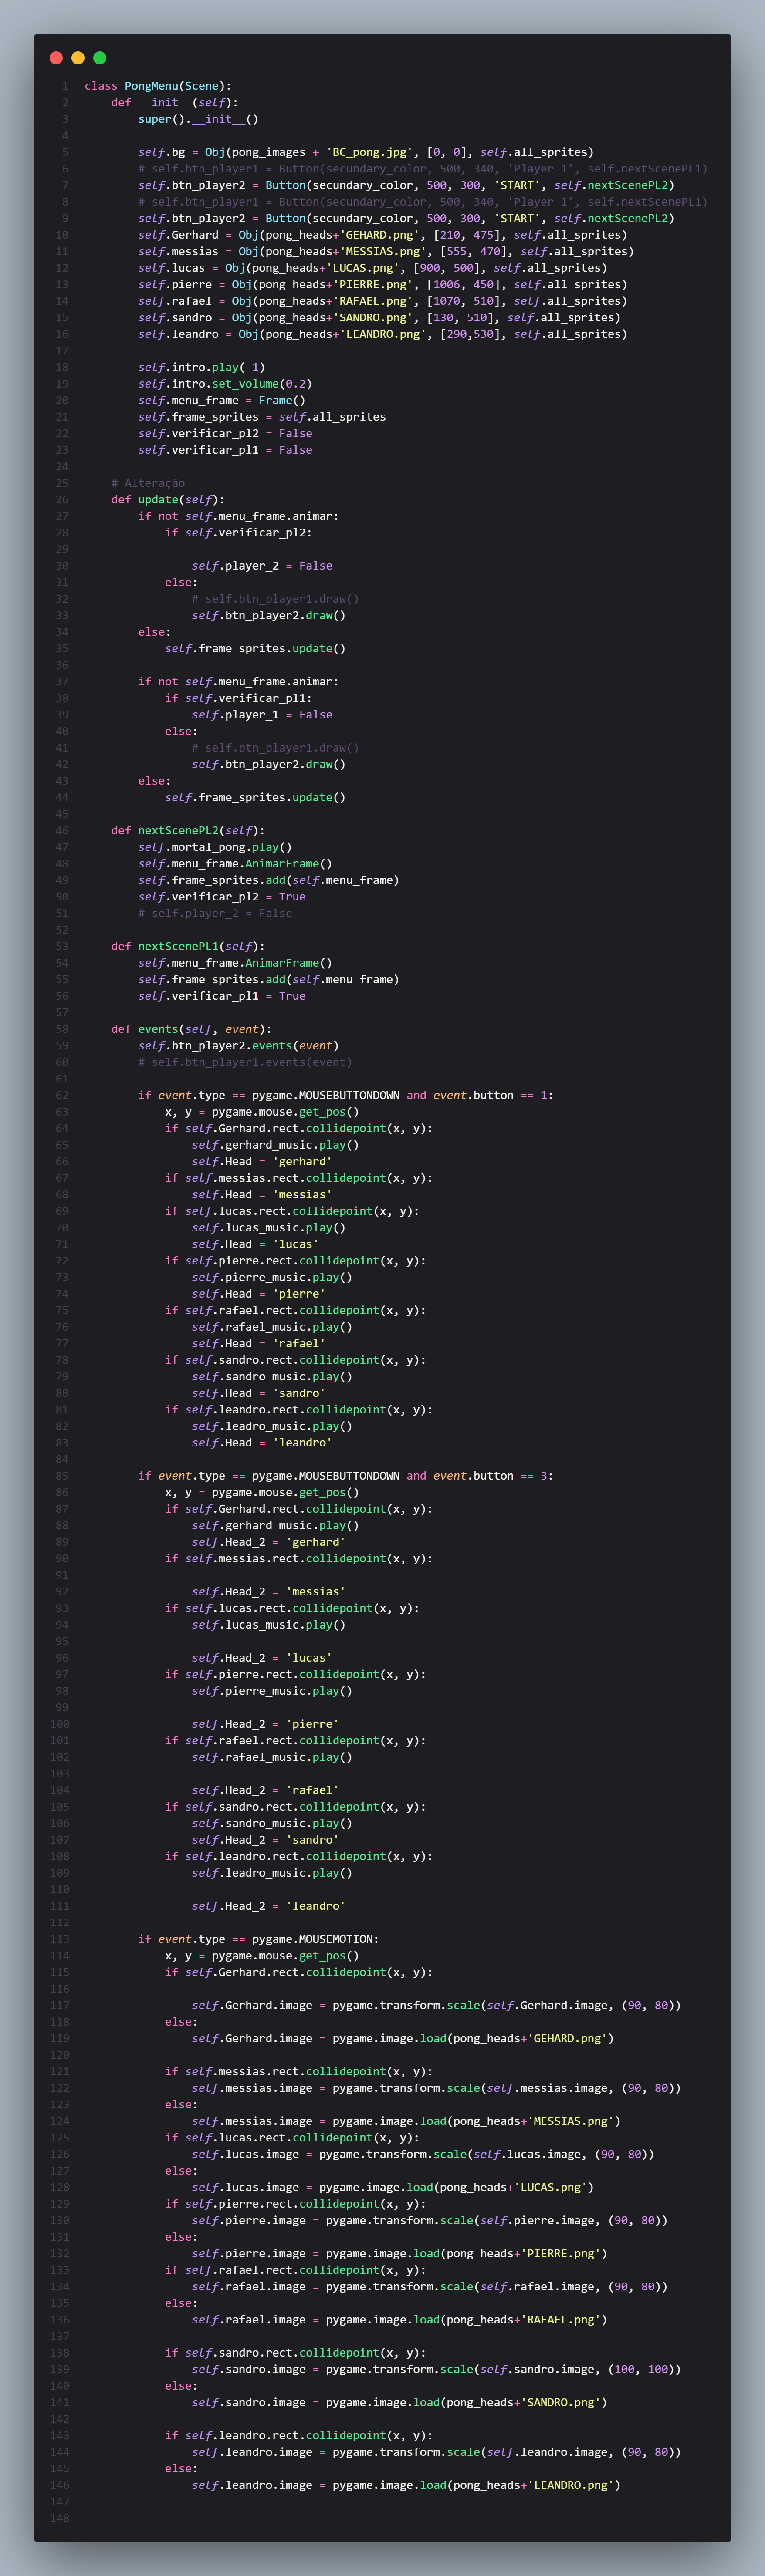 1 class PongMenu(Scene):
2     def __init__(self):
3         super().__init__()
4
5         self.bg = Obj(pong_images + 'BC_pong.jpg', [0, 0], self.all_sprites)
6         # self.btn_player1 = Button(secundary_color, 500, 340, 'Player 1', self.nextScenePL1)
7         self.btn_player2 = Button(secundary_color, 500, 300, 'START', self.nextScenePL2)
8         # self.btn_player1 = Button(secundary_color, 500, 340, 'Player 1', self.nextScenePL1)
9         self.btn_player2 = Button(secundary_color, 500, 300, 'START', self.nextScenePL2)
10         self.Gerhard = Obj(pong_heads+'GEHARD.png', [210, 475], self.all_sprites)
11         self.messias = Obj(pong_heads+'MESSIAS.png', [555, 470], self.all_sprites)
12         self.lucas = Obj(pong_heads+'LUCAS.png', [900, 500], self.all_sprites)
13         self.pierre = Obj(pong_heads+'PIERRE.png', [1006, 450], self.all_sprites)
14         self.rafael = Obj(pong_heads+'RAFAEL.png', [1070, 510], self.all_sprites)
15         self.sandro = Obj(pong_heads+'SANDRO.png', [130, 510], self.all_sprites)
16         self.leandro = Obj(pong_heads+'LEANDRO.png', [290,530], self.all_sprites)
17
18         self.intro.play(-1)
19         self.intro.set_volume(0.2)
20         self.menu_frame = Frame()
21         self.frame_sprites = self.all_sprites
22         self.verificar_pl2 = False
23         self.verificar_pl1 = False
24
25     # Alteração
26     def update(self):
27         if not self.menu_frame.animar:
28             if self.verificar_pl2:
29
30                 self.player_2 = False
31             else:
32                 # self.btn_player1.draw()
33                 self.btn_player2.draw()
34         else:
35             self.frame_sprites.update()
36
37         if not self.menu_frame.animar:
38             if self.verificar_pl1:
39                 self.player_1 = False
40             else:
41                 # self.btn_player1.draw()
42                 self.btn_player2.draw()
43         else:
44             self.frame_sprites.update()
45
46     def nextScenePL2(self):
47         self.mortal_pong.play()
48         self.menu_frame.AnimarFrame()
49         self.frame_sprites.add(self.menu_frame)
50         self.verificar_pl2 = True
51         # self.player_2 = False
52
53     def nextScenePL1(self):
54         self.menu_frame.AnimarFrame()
55         self.frame_sprites.add(self.menu_frame)
56         self.verificar_pl1 = True
57
58     def events(self, event):
59         self.btn_player2.events(event)
60         # self.btn_player1.events(event)
61
62         if event.type == pygame.MOUSEBUTTONDOWN and event.button == 1:
63             x, y = pygame.mouse.get_pos()
64             if self.Gerhard.rect.collidepoint(x, y):
65                 self.gerhard_music.play()
66                 self.Head = 'gerhard'
67             if self.messias.rect.collidepoint(x, y):
68                 self.Head = 'messias'
69             if self.lucas.rect.collidepoint(x, y):
70                 self.lucas_music.play()
71                 self.Head = 'lucas'
72             if self.pierre.rect.collidepoint(x, y):
73                 self.pierre_music.play()
74                 self.Head = 'pierre'
75             if self.rafael.rect.collidepoint(x, y):
76                 self.rafael_music.play()
77                 self.Head = 'rafael'
78             if self.sandro.rect.collidepoint(x, y):
79                 self.sandro_music.play()
80                 self.Head = 'sandro'
81             if self.leandro.rect.collidepoint(x, y):
82                 self.leadro_music.play()
83                 self.Head = 'leandro'
84
85         if event.type == pygame.MOUSEBUTTONDOWN and event.button == 3:
86             x, y = pygame.mouse.get_pos()
87             if self.Gerhard.rect.collidepoint(x, y):
88                 self.gerhard_music.play()
89                 self.Head_2 = 'gerhard'
90             if self.messias.rect.collidepoint(x, y):
91
92                 self.Head_2 = 'messias'
93             if self.lucas.rect.collidepoint(x, y):
94                 self.lucas_music.play()
95
96                 self.Head_2 = 'lucas'
97             if self.pierre.rect.collidepoint(x, y):
98                 self.pierre_music.play()
99
100                 self.Head_2 = 'pierre'
101             if self.rafael.rect.collidepoint(x, y):
102                 self.rafael_music.play()
103
104                 self.Head_2 = 'rafael'
105             if self.sandro.rect.collidepoint(x, y):
106                 self.sandro_music.play()
107                 self.Head_2 = 'sandro'
108             if self.leandro.rect.collidepoint(x, y):
109                 self.leadro_music.play()
110
111                 self.Head_2 = 'leandro'
112
113         if event.type == pygame.MOUSEMOTION:
114             x, y = pygame.mouse.get_pos()
115             if self.Gerhard.rect.collidepoint(x, y):
116
117                 self.Gerhard.image = pygame.transform.scale(self.Gerhard.image, (90, 80))
118             else:
119                 self.Gerhard.image = pygame.image.load(pong_heads+'GEHARD.png')
120
121             if self.messias.rect.collidepoint(x, y):
122                 self.messias.image = pygame.transform.scale(self.messias.image, (90, 80))
123             else:
124                 self.messias.image = pygame.image.load(pong_heads+'MESSIAS.png')
125             if self.lucas.rect.collidepoint(x, y):
126                 self.lucas.image = pygame.transform.scale(self.lucas.image, (90, 80))
127             else:
128                 self.lucas.image = pygame.image.load(pong_heads+'LUCAS.png')
129             if self.pierre.rect.collidepoint(x, y):
130                 self.pierre.image = pygame.transform.scale(self.pierre.image, (90, 80))
131             else:
132                 self.pierre.image = pygame.image.load(pong_heads+'PIERRE.png')
133             if self.rafael.rect.collidepoint(x, y):
134                 self.rafael.image = pygame.transform.scale(self.rafael.image, (90, 80))
135             else:
136                 self.rafael.image = pygame.image.load(pong_heads+'RAFAEL.png')
137
138             if self.sandro.rect.collidepoint(x, y):
139                 self.sandro.image = pygame.transform.scale(self.sandro.image, (100, 100))
140             else:
141                 self.sandro.image = pygame.image.load(pong_heads+'SANDRO.png')
142
143             if self.leandro.rect.collidepoint(x, y):
144                 self.leandro.image = pygame.transform.scale(self.leandro.image, (90, 80))
145             else:
146                 self.leandro.image = pygame.image.load(pong_heads+'LEANDRO.png')
147
148